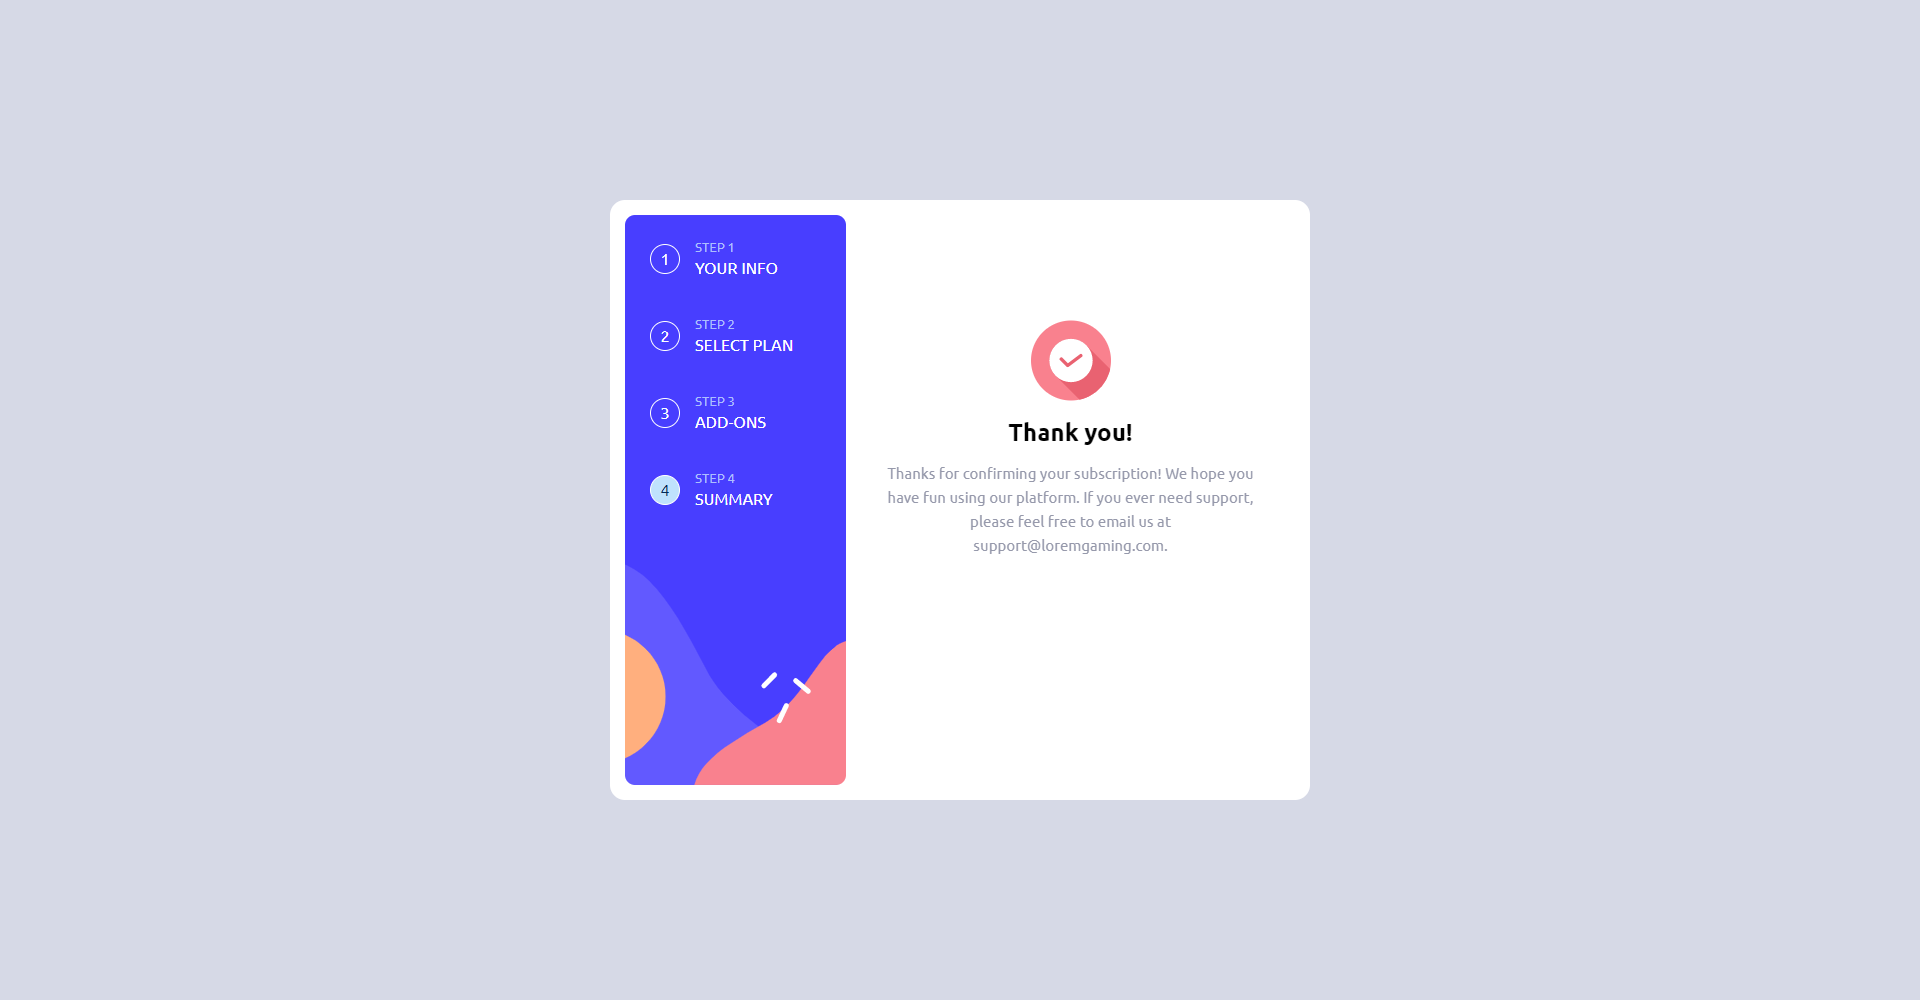 1
STEP 1
YOUR INFO
2
STEP 2
SELECT PLAN
3
STEP 3
ADD-ONS
4
STEP 4
SUMMARY
Thank you!
Thanks for confirming your subscription! We hope you
have fun using our platform. If you ever need support,
please feel free to email us at
support@loremgaming.com.